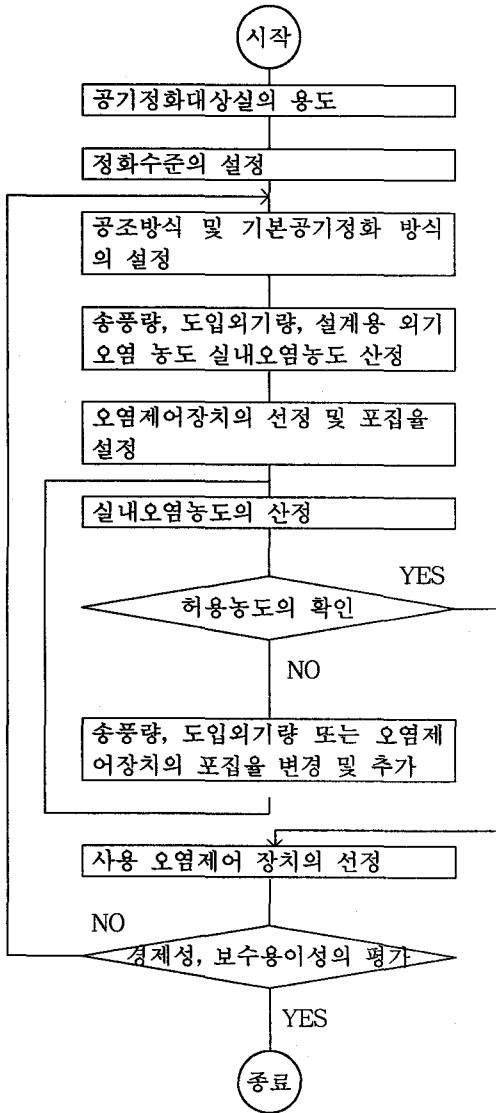 시작
공기정화대상실의 용도
정화수준의 설정
공조방식 및 기본공기정화 방식
의 설정
송풍량, 도입외기량, 설계용 외기
오염 농도 실내오염농도 산정
오염제어장치의 선정 및 포집율
설정
실내오염농도의 산정
YES
허용농도의 확인
NO
송풍량, 도입외기량 또는 오염제
어장치의 포집율 변경 및 추가
사용 오염제어 장치의 선정
NO
경제성, 보수용이성의 평가
YES
종료